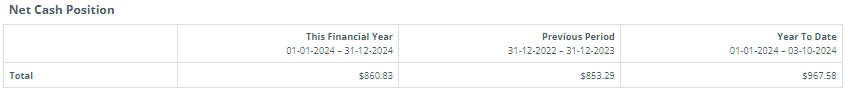 Net Cash Position
This Financial Year Previous Period Year To Date
01-01-2024 – 31-12-2024 31-12-2022 – 31-12-2023 01-01-2024 – 03-10-2024
Total $860.83 $853.29 $967.58